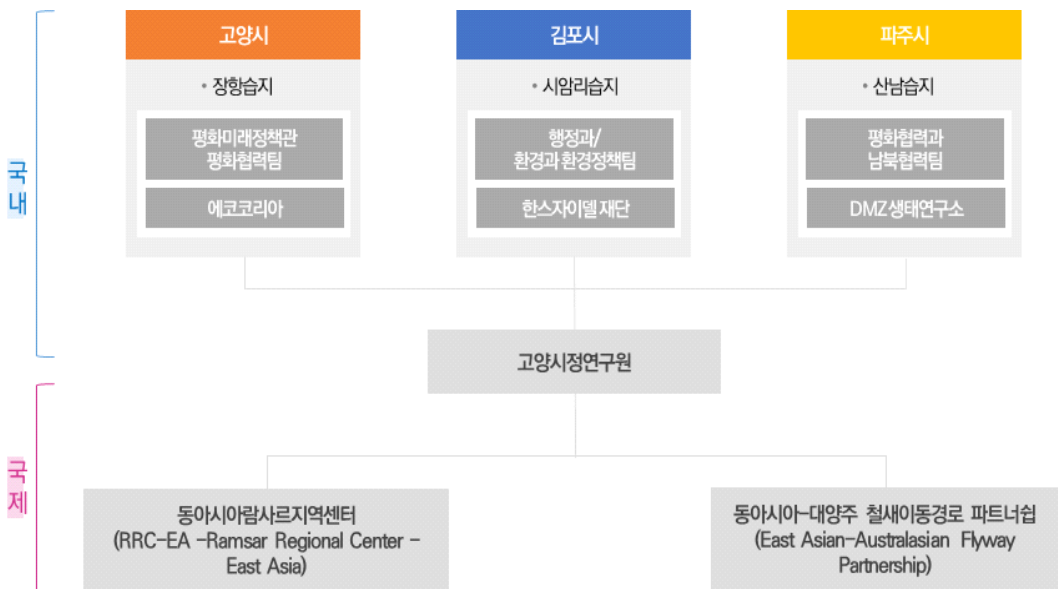 국내
고양시
• 장항습지
평화미래정책관
평화협력팀
에코코리아
김포시
• 시암리습지
행정과/
환경과 환경정책팀
한스자이델 재단
파주시
• 산남습지
평화협력과
남북협력팀
DMZ 생태연구소
고양시정연구원
국제
동아시아람사르지역센터
(RRC-EA -Ramsar Regional Center -
East Asia)
동아시아-대양주 철새이동경로 파트너쉽
(East Asian-Australasian Flyway
Partnership)